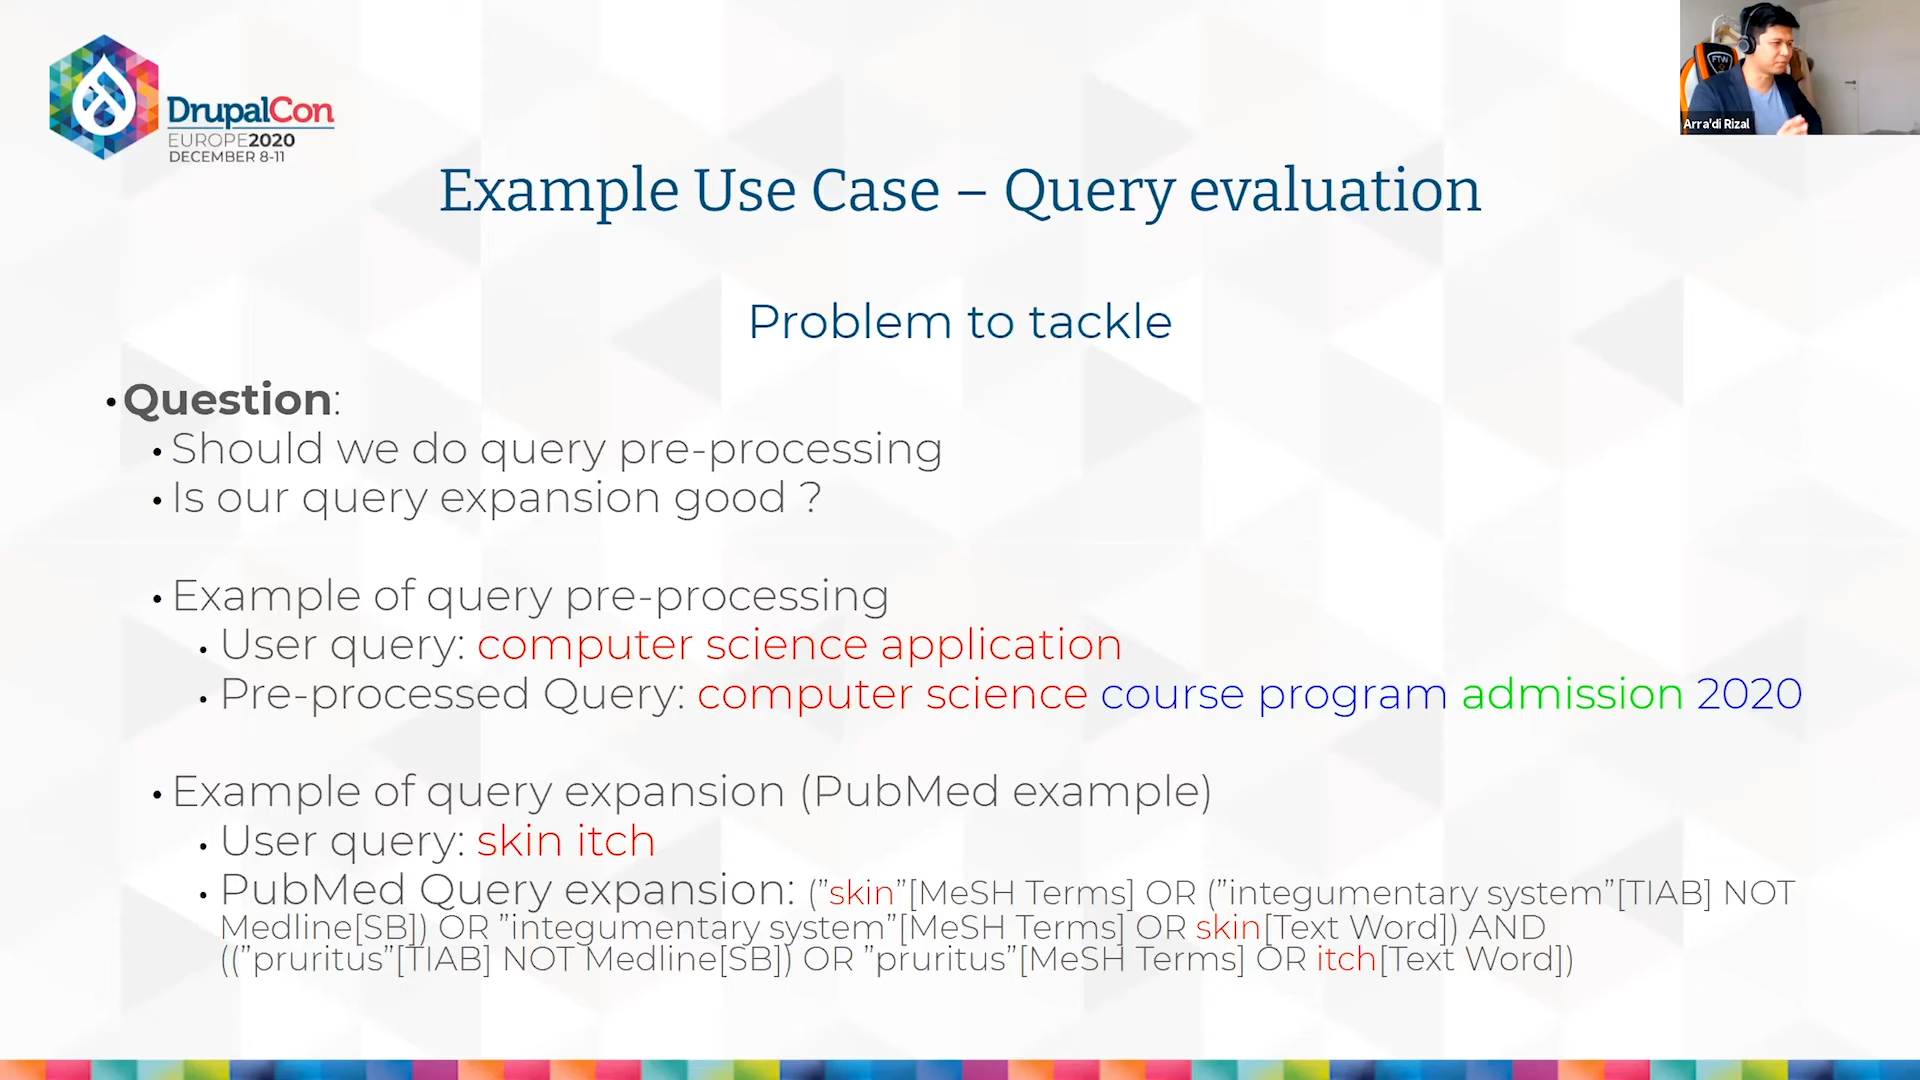 DrupalCon
EUROPE2020
DECEMBER 8-11
FTW
Arra'di Rizal
Example Use Case – Query evaluation
Problem to tackle
•Question:
• Should we do query pre-processing
• Is our query expansion good ?
• Example of query pre-processing
• User query: computer science application
• Pre-processed Query: computer science course program admission 2020
• Example of query expansion (PubMed example)
• User query: skin itch
• PubMed Query expansion: (”skin”[MeSH Terms] OR (”integumentary system”[TIAB] NOT
Medline[SB]) OR ”integumentary system”[MeSH Terms] OR skin[Text Word]) AND
((”pruritus”[TIAB] NOT Medline[SB]) OR ”pruritus”[MeSH Terms] OR itch[Text Word])